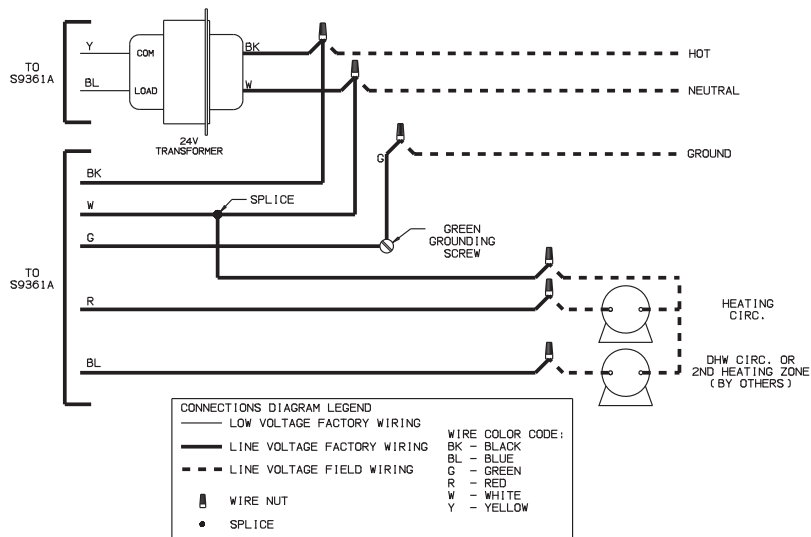 Y
COM
BK
HOT
TO
S9361A
BL
LOAD
W
NEUTRAL
24V
TRANSFORMER
G
GROUND
BK
W
SPLICE
G
GREEN
GROUNDING
SCREW
TO
S9361A
R
HEATING
CIRC.
BL
DHW CIRC. OR
2ND HEATING ZONE
(BY OTHERS)
CONNECTIONS DIAGRAM LEGEND
LOW VOLTAGE FACTORY WIRING
LINE VOLTAGE FACTORY WIRING
LINE VOLTAGE FIELD WIRING
WIRE NUT
SPLICE
WIRE COLOR CODE:
BK - BLACK
BL - BLUE
G - GREEN
R - RED
W - WHITE
Y - YELLOW